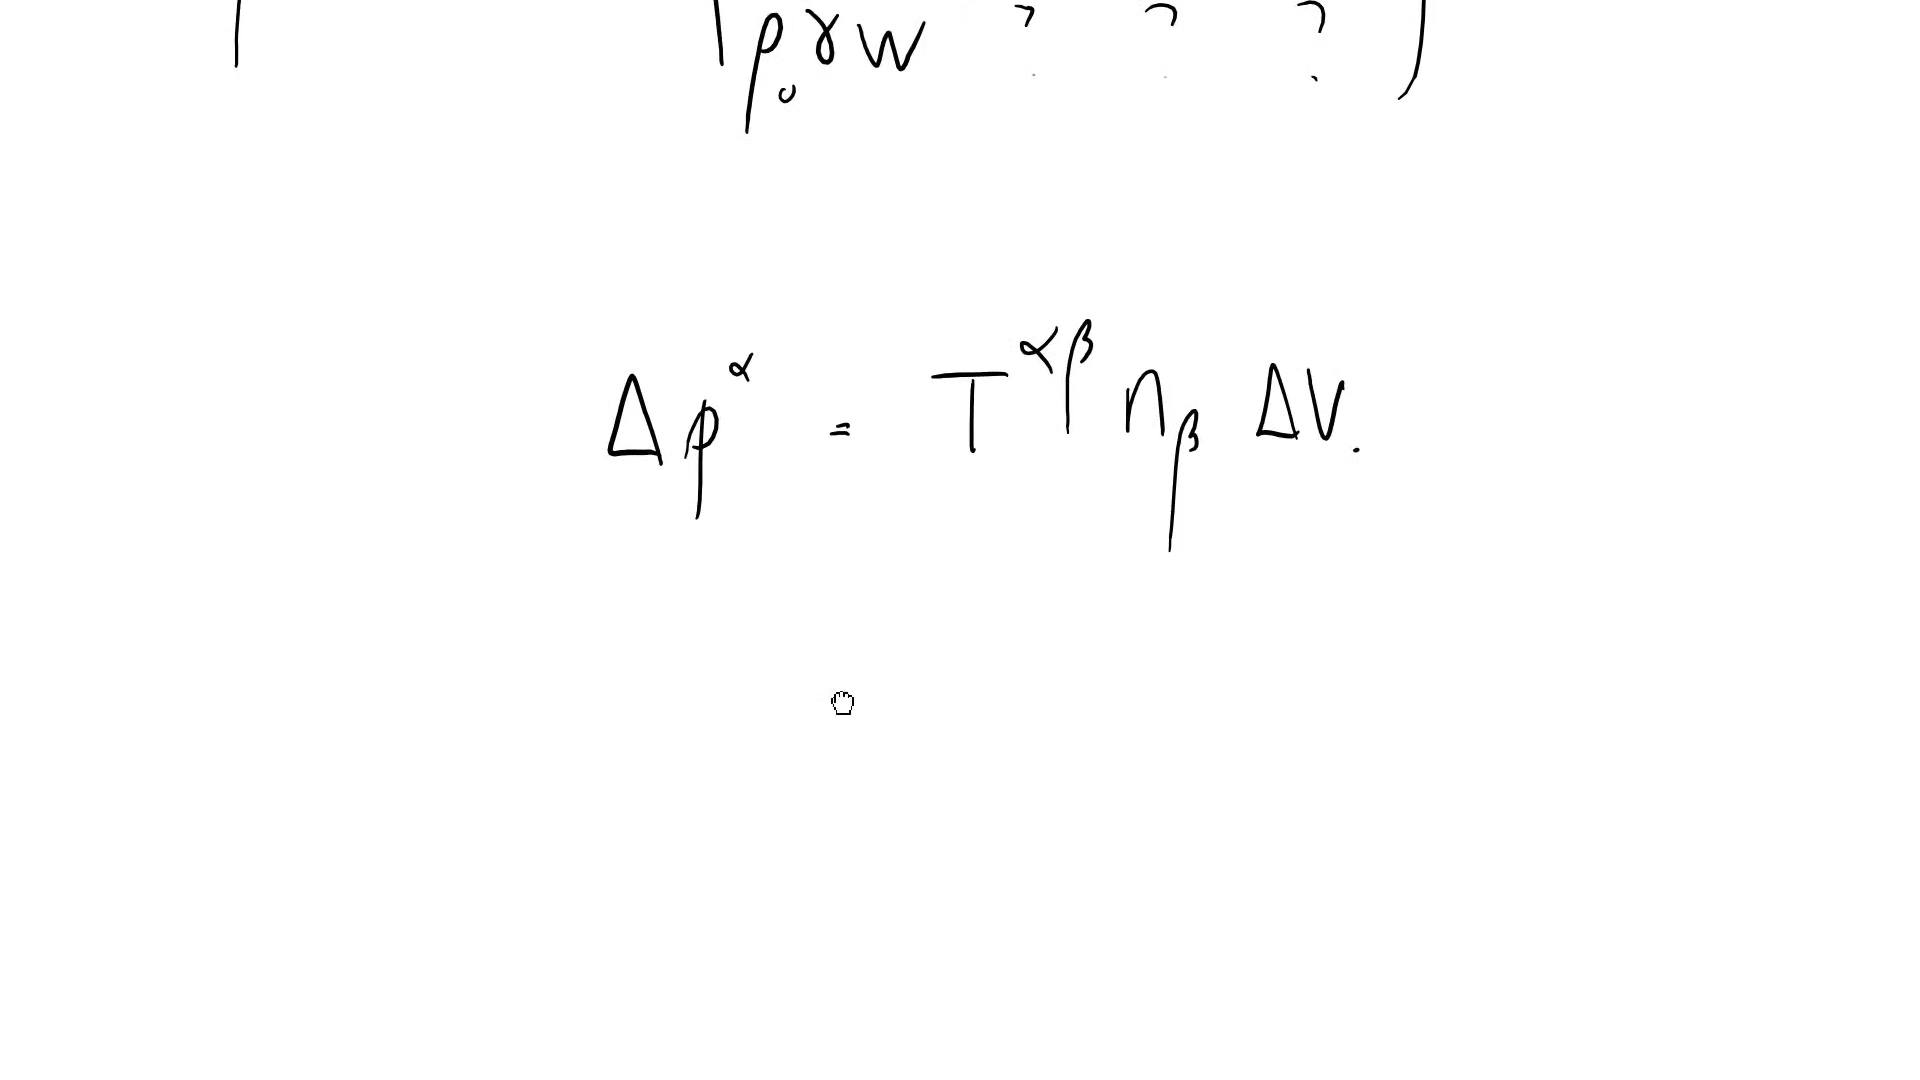 | | ρ₀γw ? ? ? )
Δp^α = T^{αβ} n_β ΔV.